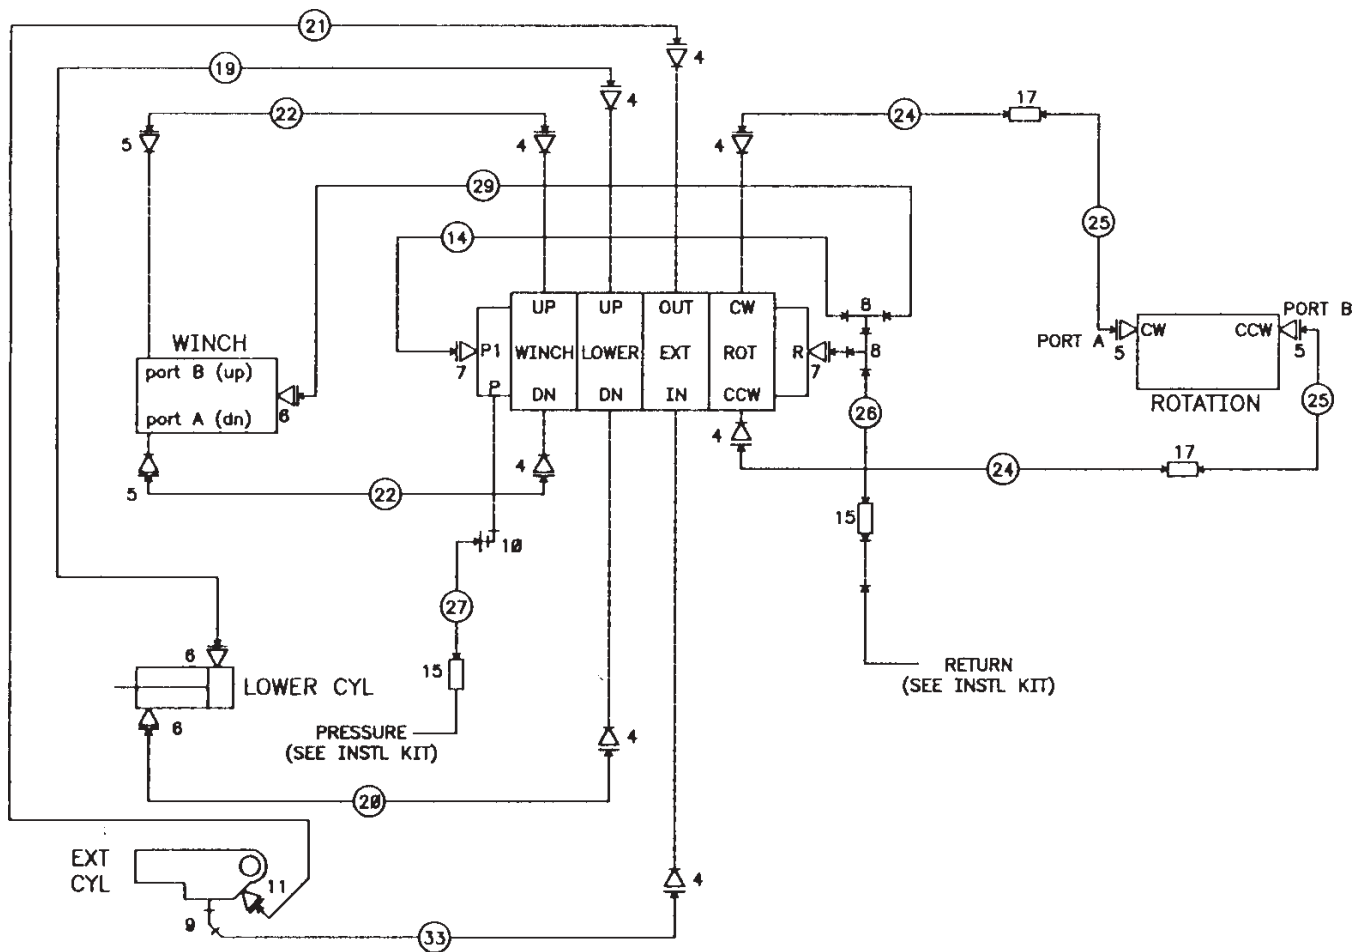 21
4
19
4
22
5
4
24
17
4
29
25
14
8
UP
UP
OUT
CW
PORT B
WINCH
P1
WINCH
LOWER
EXT
ROT
R
8
PORT A
CW
CCW
7
7
5
5
port B (up)
P
DN
DN
IN
CCW
6
port A (dn)
26
ROTATION
25
4
4
17
5
22
24
15
10
27
6
15
LOWER CYL
RETURN
(SEE INSTL KIT)
6
PRESSURE
(SEE INSTL KIT)
4
20
EXT
CYL
11
4
9
33